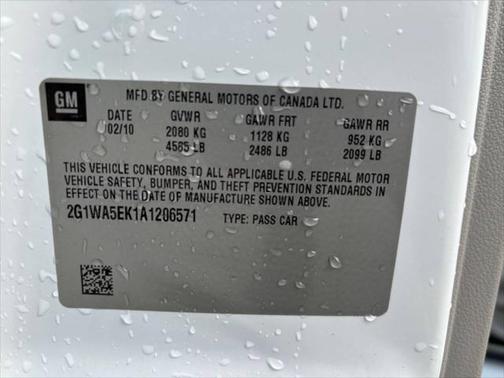 GM
MFD BY GENERAL MOTORS OF CANADA LTD.
DATE GVWR GAWR FRT GAWR RR
02/10 2080 KG 1128 KG 952 KG
4585 LB 2486 LB 2099 LB
THIS VEHICLE CONFORMS TO ALL APPLICABLE U.S. FEDERAL MOTOR
VEHICLE SAFETY, BUMPER, AND THEFT PREVENTION STANDARDS IN
EFFECT ON THE DATE OF MANUFACTURE SHOWN ABOVE.
2G1WA5EK1A1206571 TYPE: PASS CAR